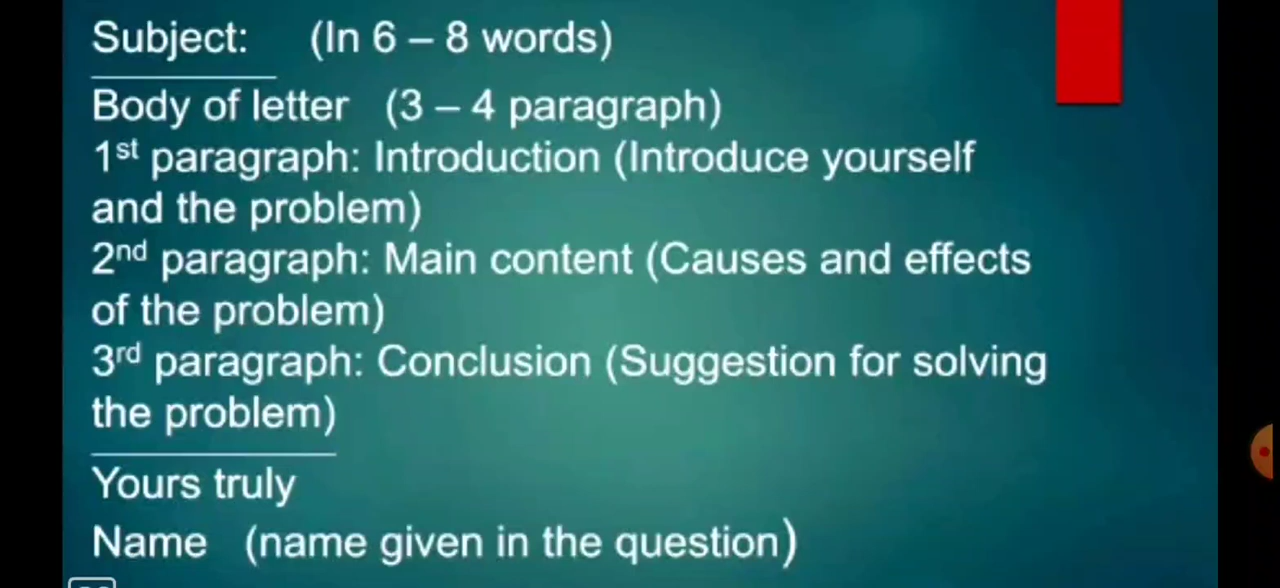 Subject: (In 6 – 8 words)
Body of letter (3 – 4 paragraph)
1st paragraph: Introduction (Introduce yourself
and the problem)
2nd paragraph: Main content (Causes and effects
of the problem)
3rd paragraph: Conclusion (Suggestion for solving
the problem)
Yours truly
Name (name given in the question)